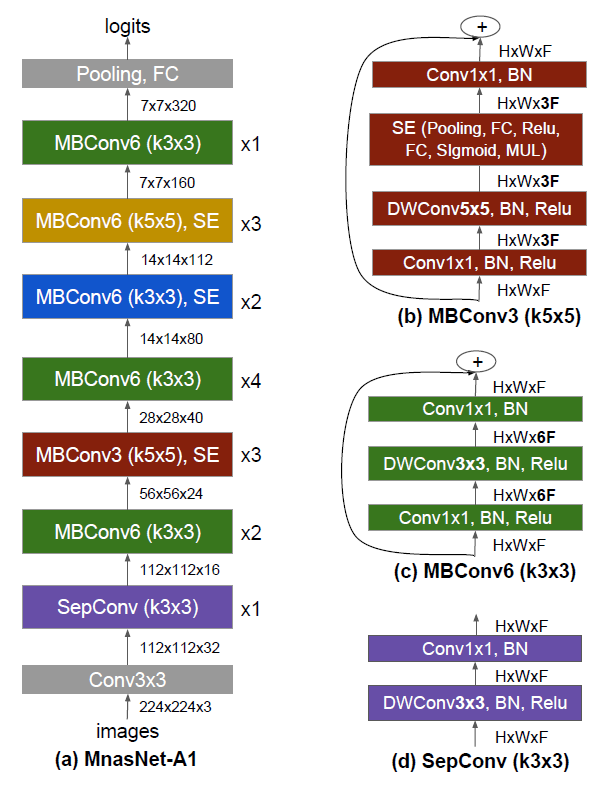 logits
Pooling, FC
7x7x320
MBConv6 (k3x3)
x1
7x7x160
MBConv6 (k5x5), SE
x3
14x14x112
MBConv6 (k3x3), SE
x2
14x14x80
MBConv6 (k3x3)
x4
28x28x40
MBConv3 (k5x5), SE
x3
56x56x24
MBConv6 (k3x3)
x2
112x112x16
SepConv (k3x3)
x1
112x112x32
Conv3x3
224x224x3
images
(a) MnasNet-A1
+
HxWxF
Conv1x1, BN
HxWx3F
SE (Pooling, FC, Relu,
FC, SIgmoid, MUL)
HxWx3F
DWConv5x5, BN, Relu
HxWx3F
Conv1x1, BN, Relu
HxWxF
(b) MBConv3 (k5x5)
+
HxWxF
Conv1x1, BN
HxWx6F
DWConv3x3, BN, Relu
HxWx6F
Conv1x1, BN, Relu
HxWxF
(c) MBConv6 (k3x3)
HxWxF
Conv1x1, BN
HxWxF
DWConv3x3, BN, Relu
HxWxF
(d) SepConv (k3x3)